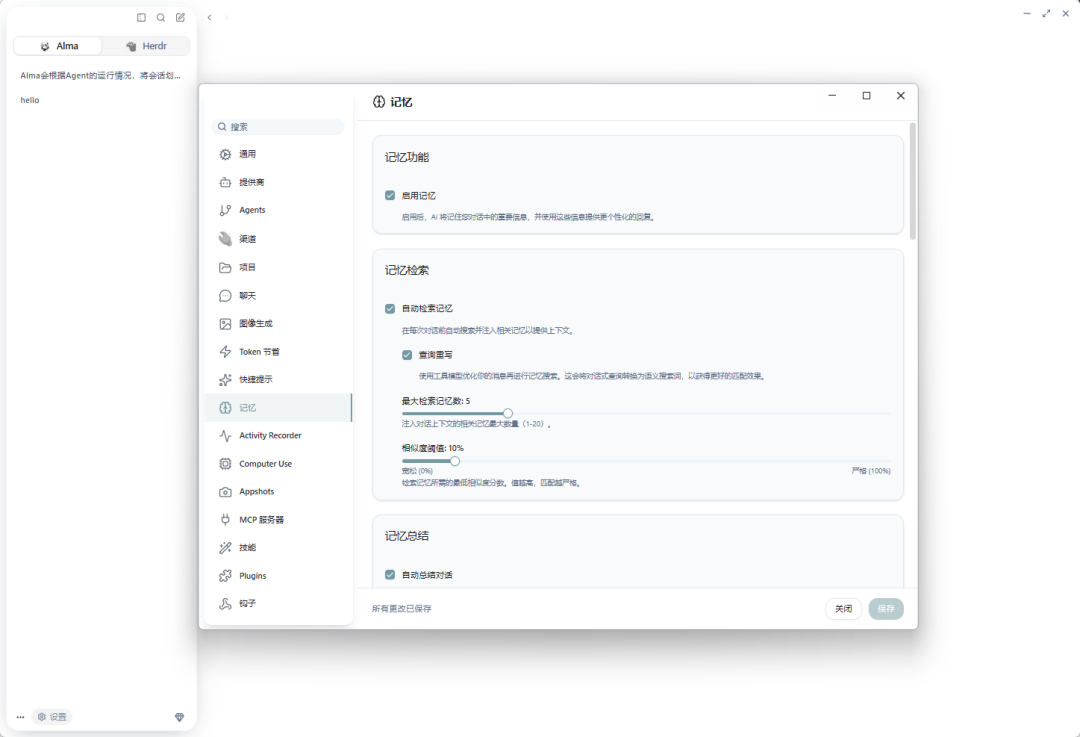 Alma
Herdr
Alma会根据Agent的运行情况，将会话划...
hello
设置
搜索
通用
提供商
Agents
渠道
项目
聊天
图像生成
Token 节省
快捷提示
记忆
Activity Recorder
Computer Use
Appshots
MCP 服务器
技能
Plugins
钩子
记忆
记忆功能
启用记忆
启用后，AI 将记住您对话中的重要信息，并使用这些信息提供更个性化的回复。
记忆检索
自动检索记忆
在每次对话前自动搜索并注入相关记忆以提供上下文。
查询重写
使用工具模型优化你的消息再进行记忆搜索。这会将对话式查询转换为语义搜索词，以获得更好的匹配效果。
最大检索记忆数: 5
注入对话上下文的相关记忆最大数量（1-20）。
相似度阈值: 10%
宽松 (0%)
严格 (100%)
检索记忆所需的最低相似度分数。值越高，匹配越严格。
记忆总结
自动总结对话
所有更改已保存
关闭
保存